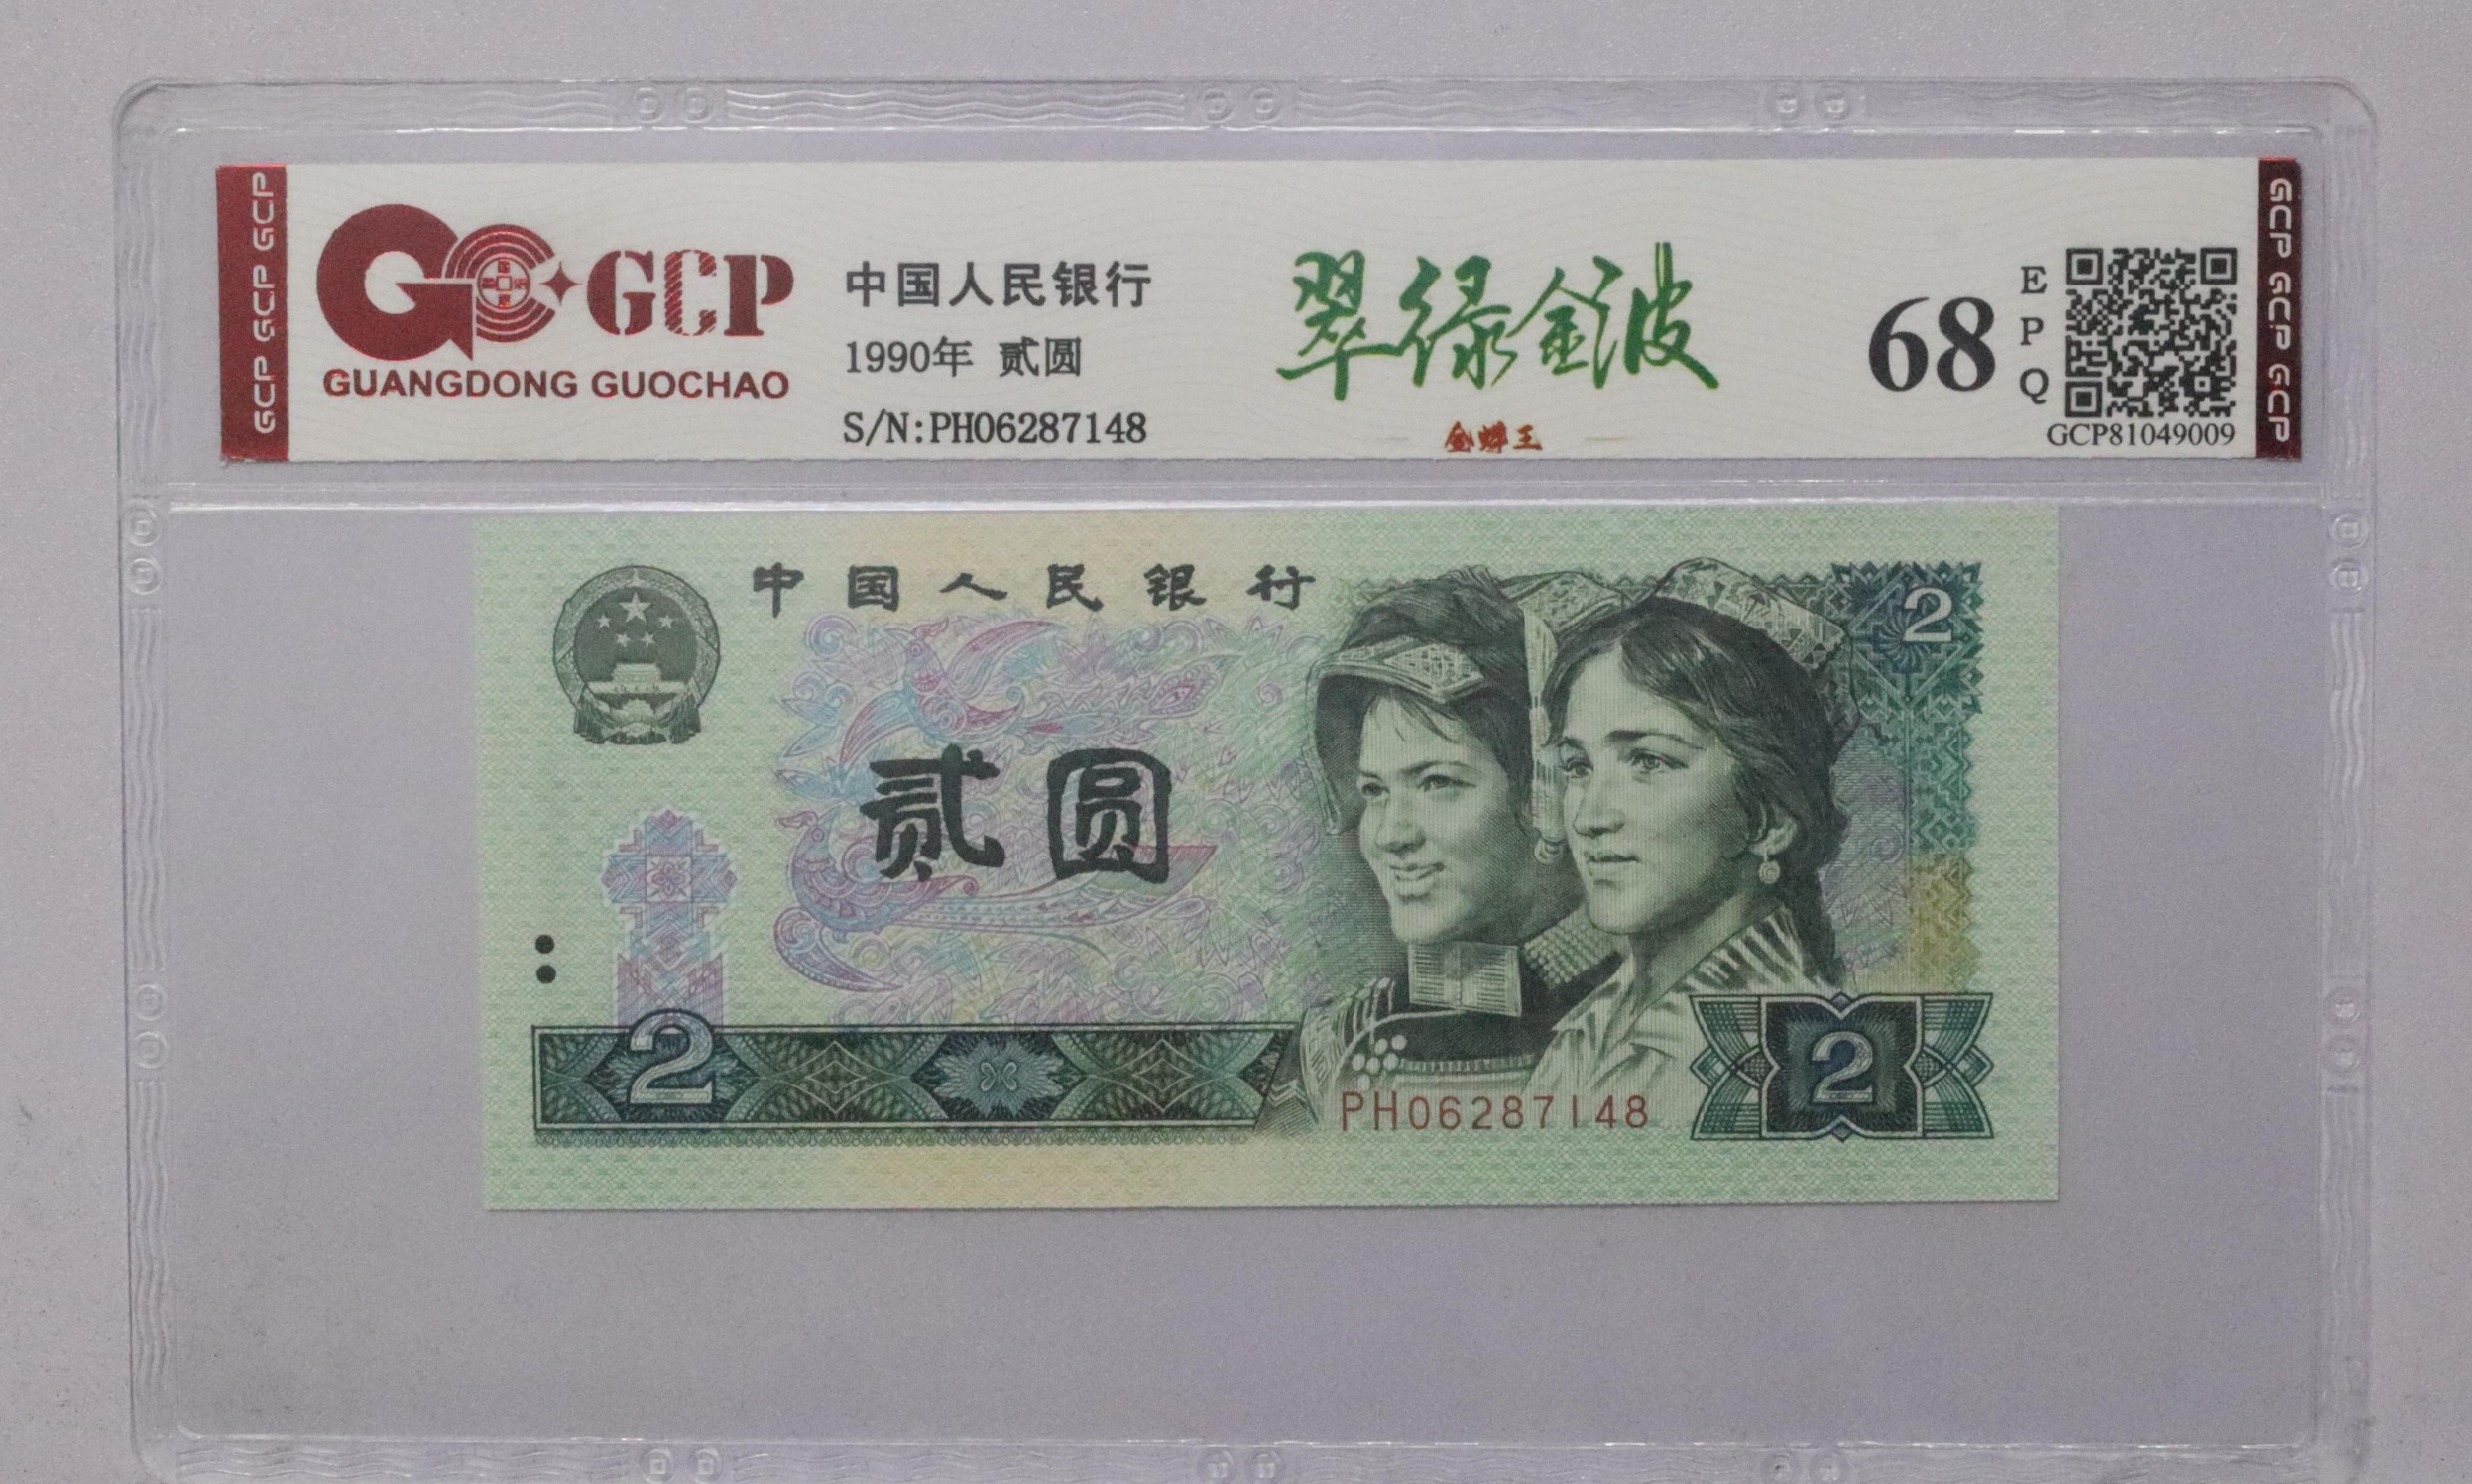 GCP GCP GCP
GCP
GUANGDONG GUOCHAO
中国人民银行
1990年 贰圆
S/N:PH06287148
翠绿金波
金蟒王
68
EPQ
GCP81049009
GCP GCP GCP
中国人民银行
2
贰圆
2
PH06287148
2